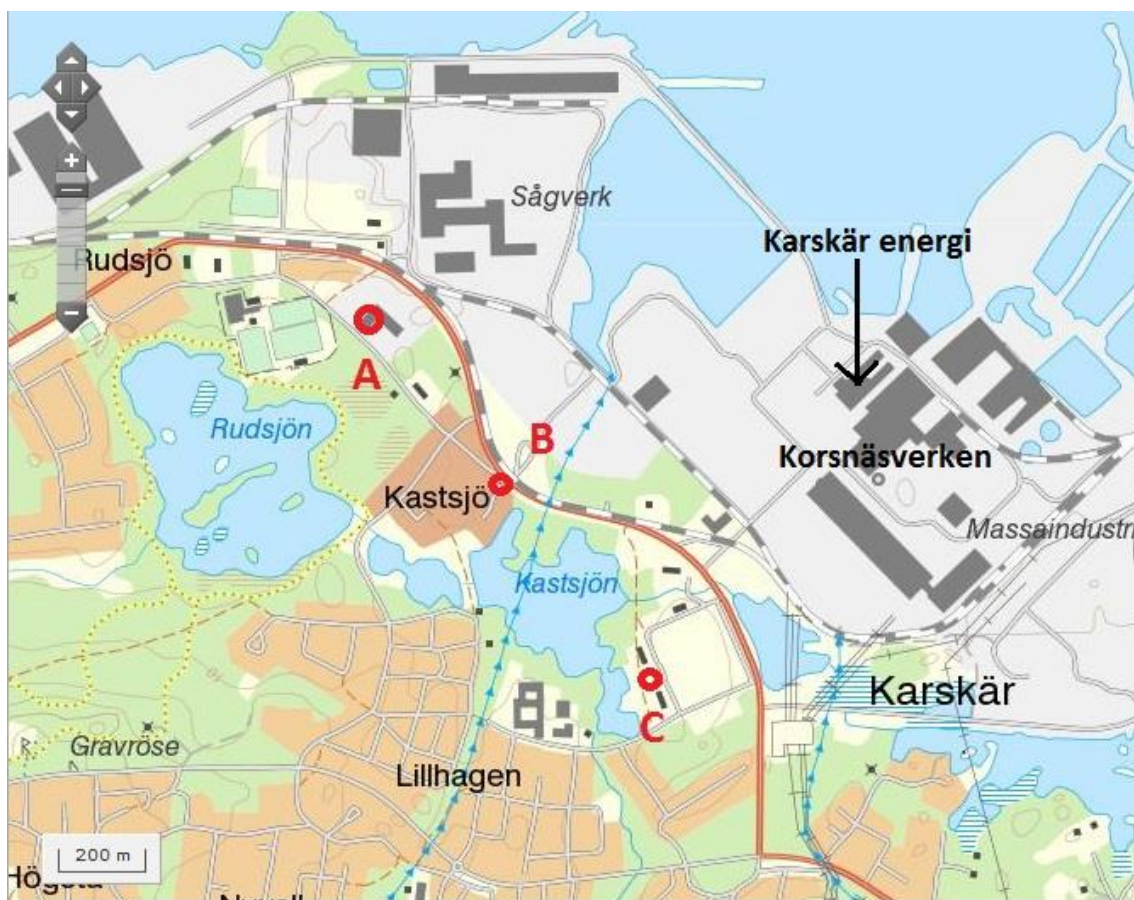 Sågverk
Karskär energi
Rudsjö
A
Rudsjön
B
Korsnäsverken
Kastsjö
Massaindustri
Kastsjön
Karskär
C
Gravröse
Lillhagen
200 m